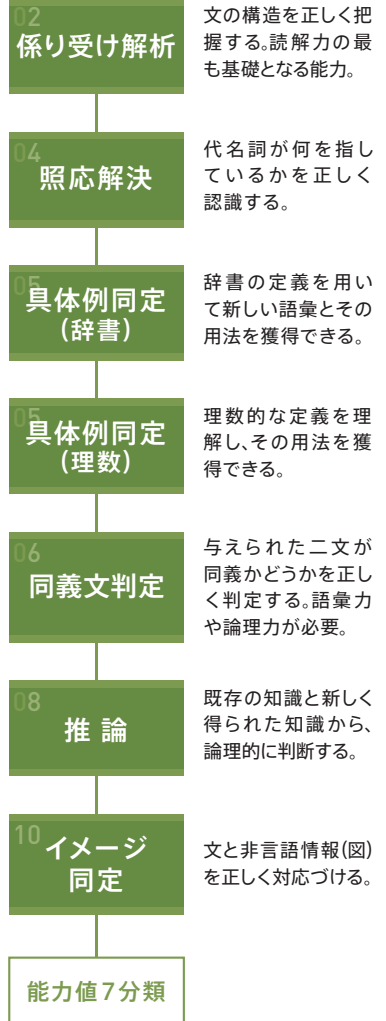 02
係り受け解析
文の構造を正しく把
握する。読解力の最
も基礎となる能力。
04
照応解決
代名詞が何を指し
ているかを正しく
認識する。
05
具体例同定
(辞書)
辞書の定義を用い
て新しい語彙とその
用法を獲得できる。
05
具体例同定
(理数)
理数的な定義を理
解し、その用法を獲
得できる。
06
同義文判定
与えられた二文が
同義かどうかを正し
く判定する。語彙力
や論理力が必要。
08
推 論
既存の知識と新しく
得られた知識から、
論理的に判断する。
10
イメージ
同定
文と非言語情報(図)
を正しく対応づける。
能力値7分類